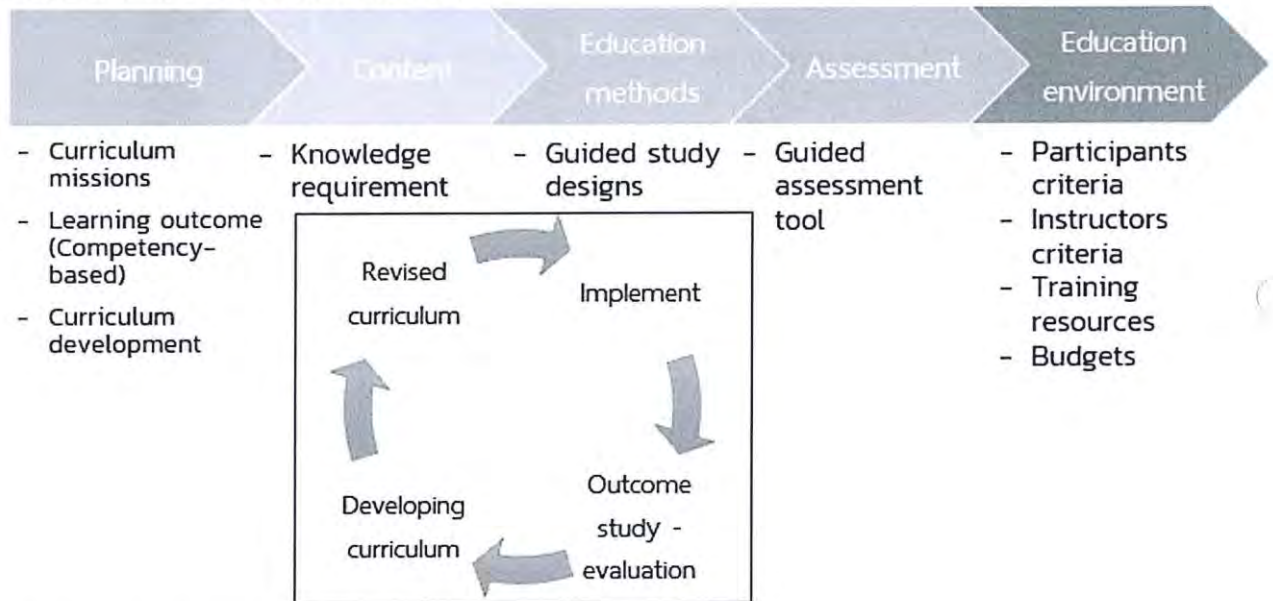 Planning
Content
Education
methods
Assessment
Education
environment
- Curriculum
missions
- Learning outcome
(Competency-
based)
- Curriculum
development
- Knowledge
requirement
- Guided study
designs
- Guided
assessment
tool
- Participants
criteria
- Instructors
criteria
- Training
resources
- Budgets
Revised
curriculum
Implement
Outcome
study -
evaluation
Developing
curriculum